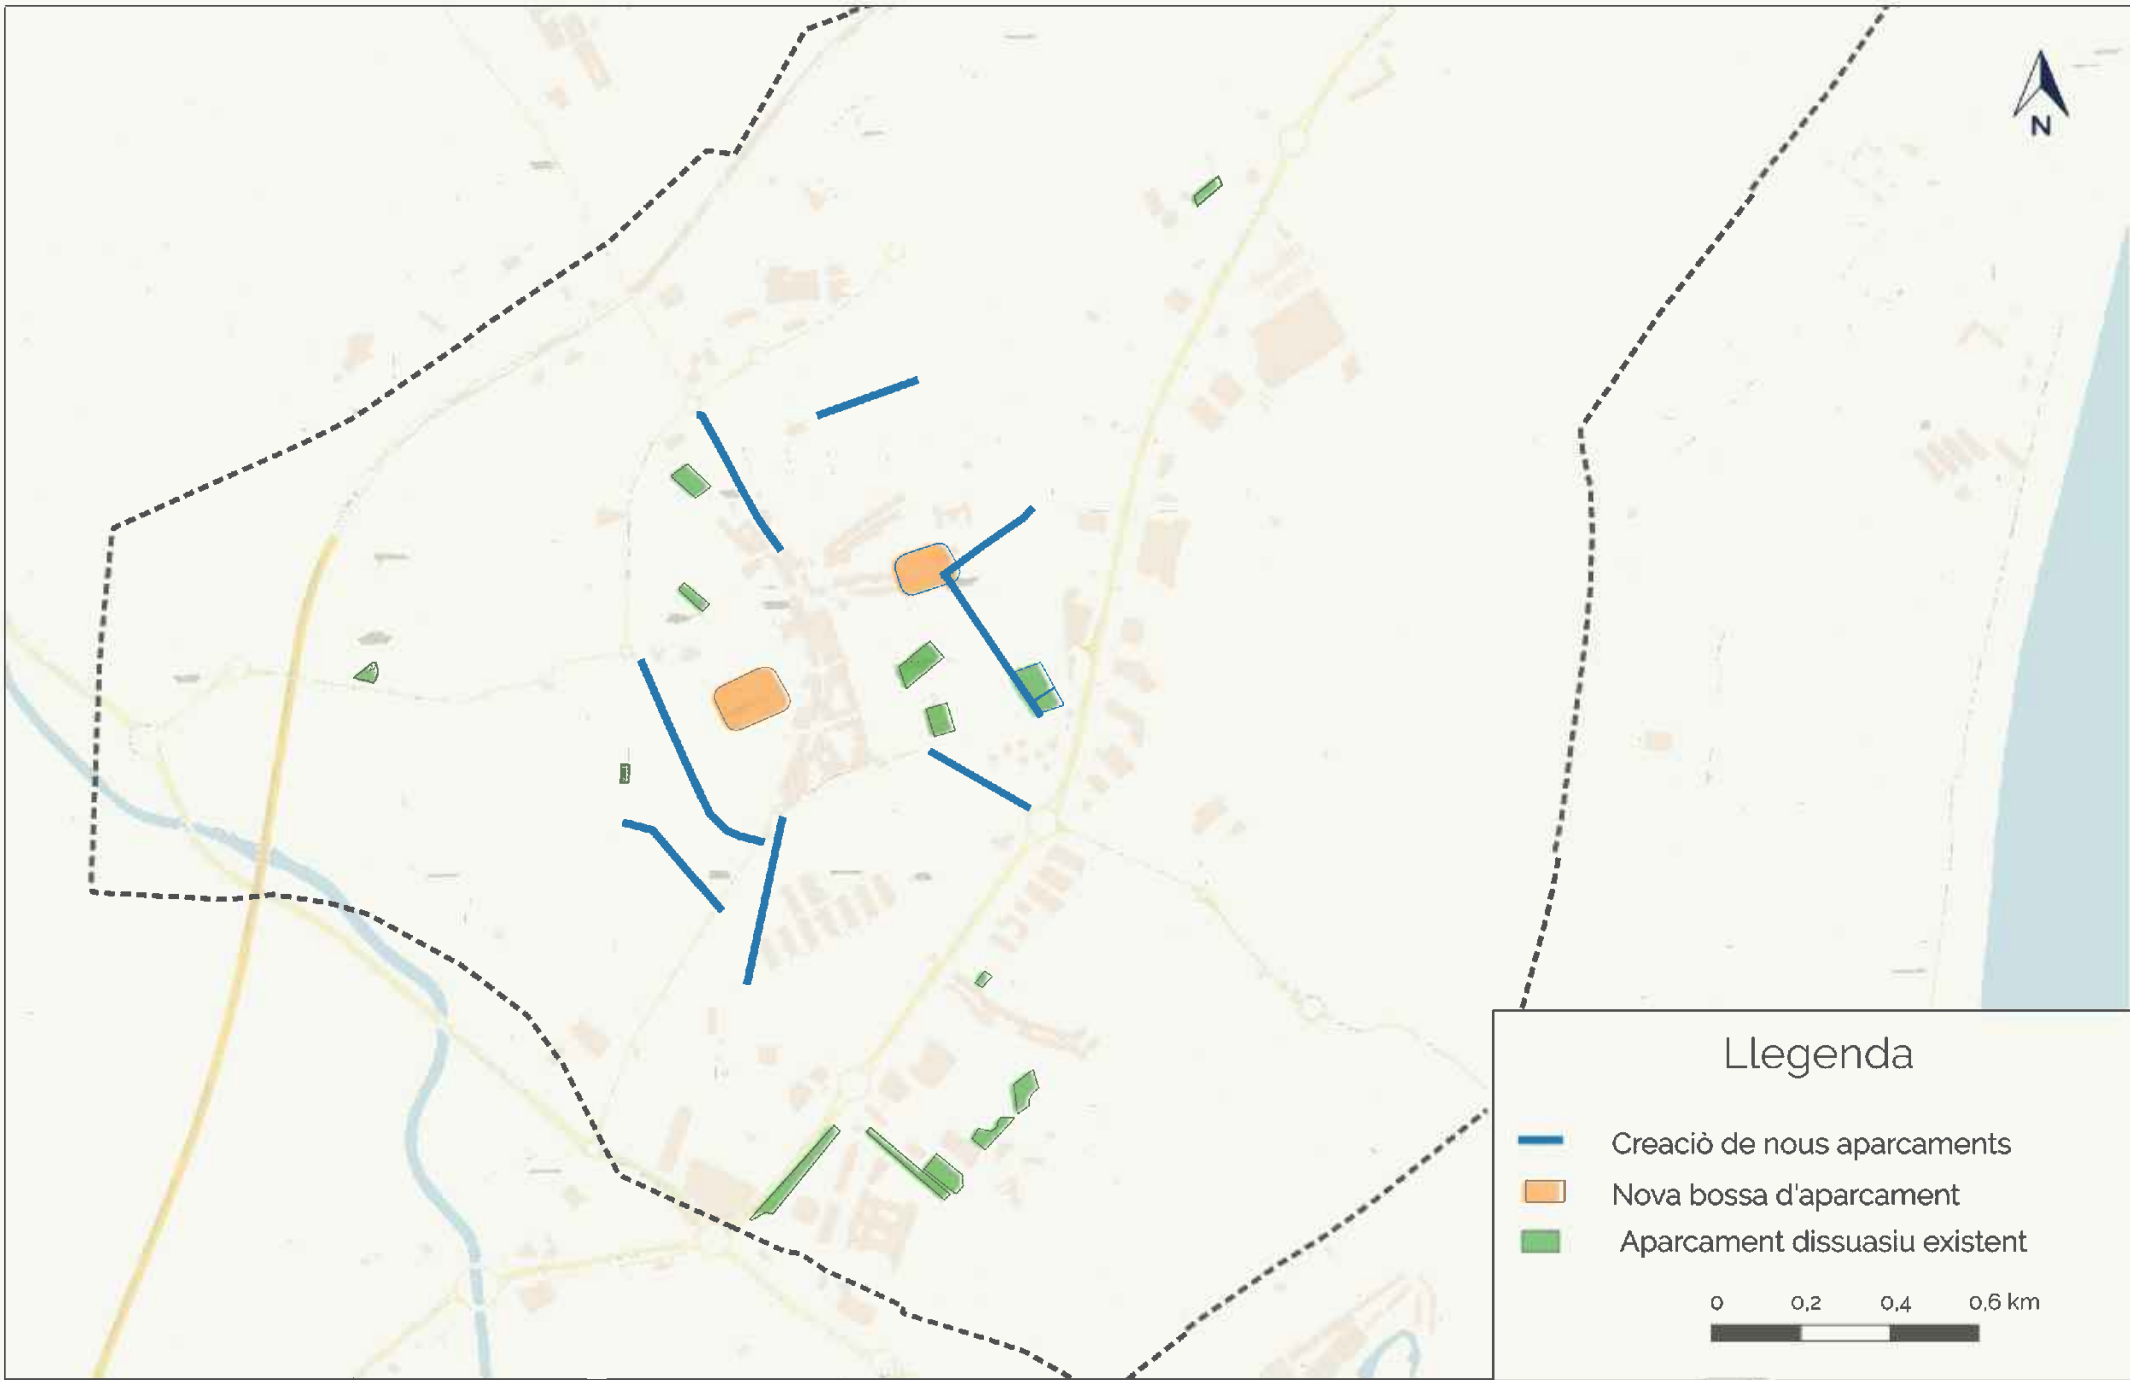 N
Llegenda
Creaciò de nous aparcaments
Nova bossa d'aparcament
Aparcament dissuasiu existent
0 0,2 0,4 0,6 km